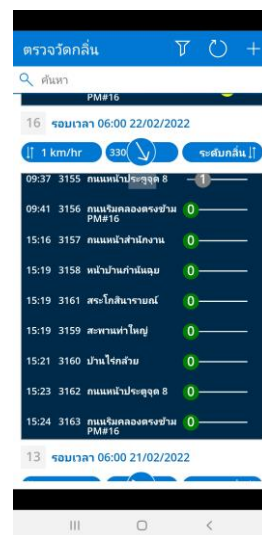 ตรวจวัดกลิ่น
ค้นหา
PM#16
16 รอบเวลา 06:00 22/02/2022
1 km/hr 330 ระดับกลิ่น
09:37 3155 ถนนหน้าประตูจุด 8 1
09:41 3156 ถนนริมคลองตรงข้าม 0
PM#16
15:16 3157 ถนนหน้าสำนักงาน 0
15:19 3158 หน้าบ้านกำนันฉุย 0
15:19 3161 สระโกสินารายณ์ 0
15:19 3159 สะพานท่าใหญ่ 0
15:21 3160 บ้านไร่กล้วย 0
15:23 3162 ถนนหน้าประตูจุด 8 0
15:24 3163 ถนนริมคลองตรงข้าม 0
PM#16
13 รอบเวลา 06:00 21/02/2022